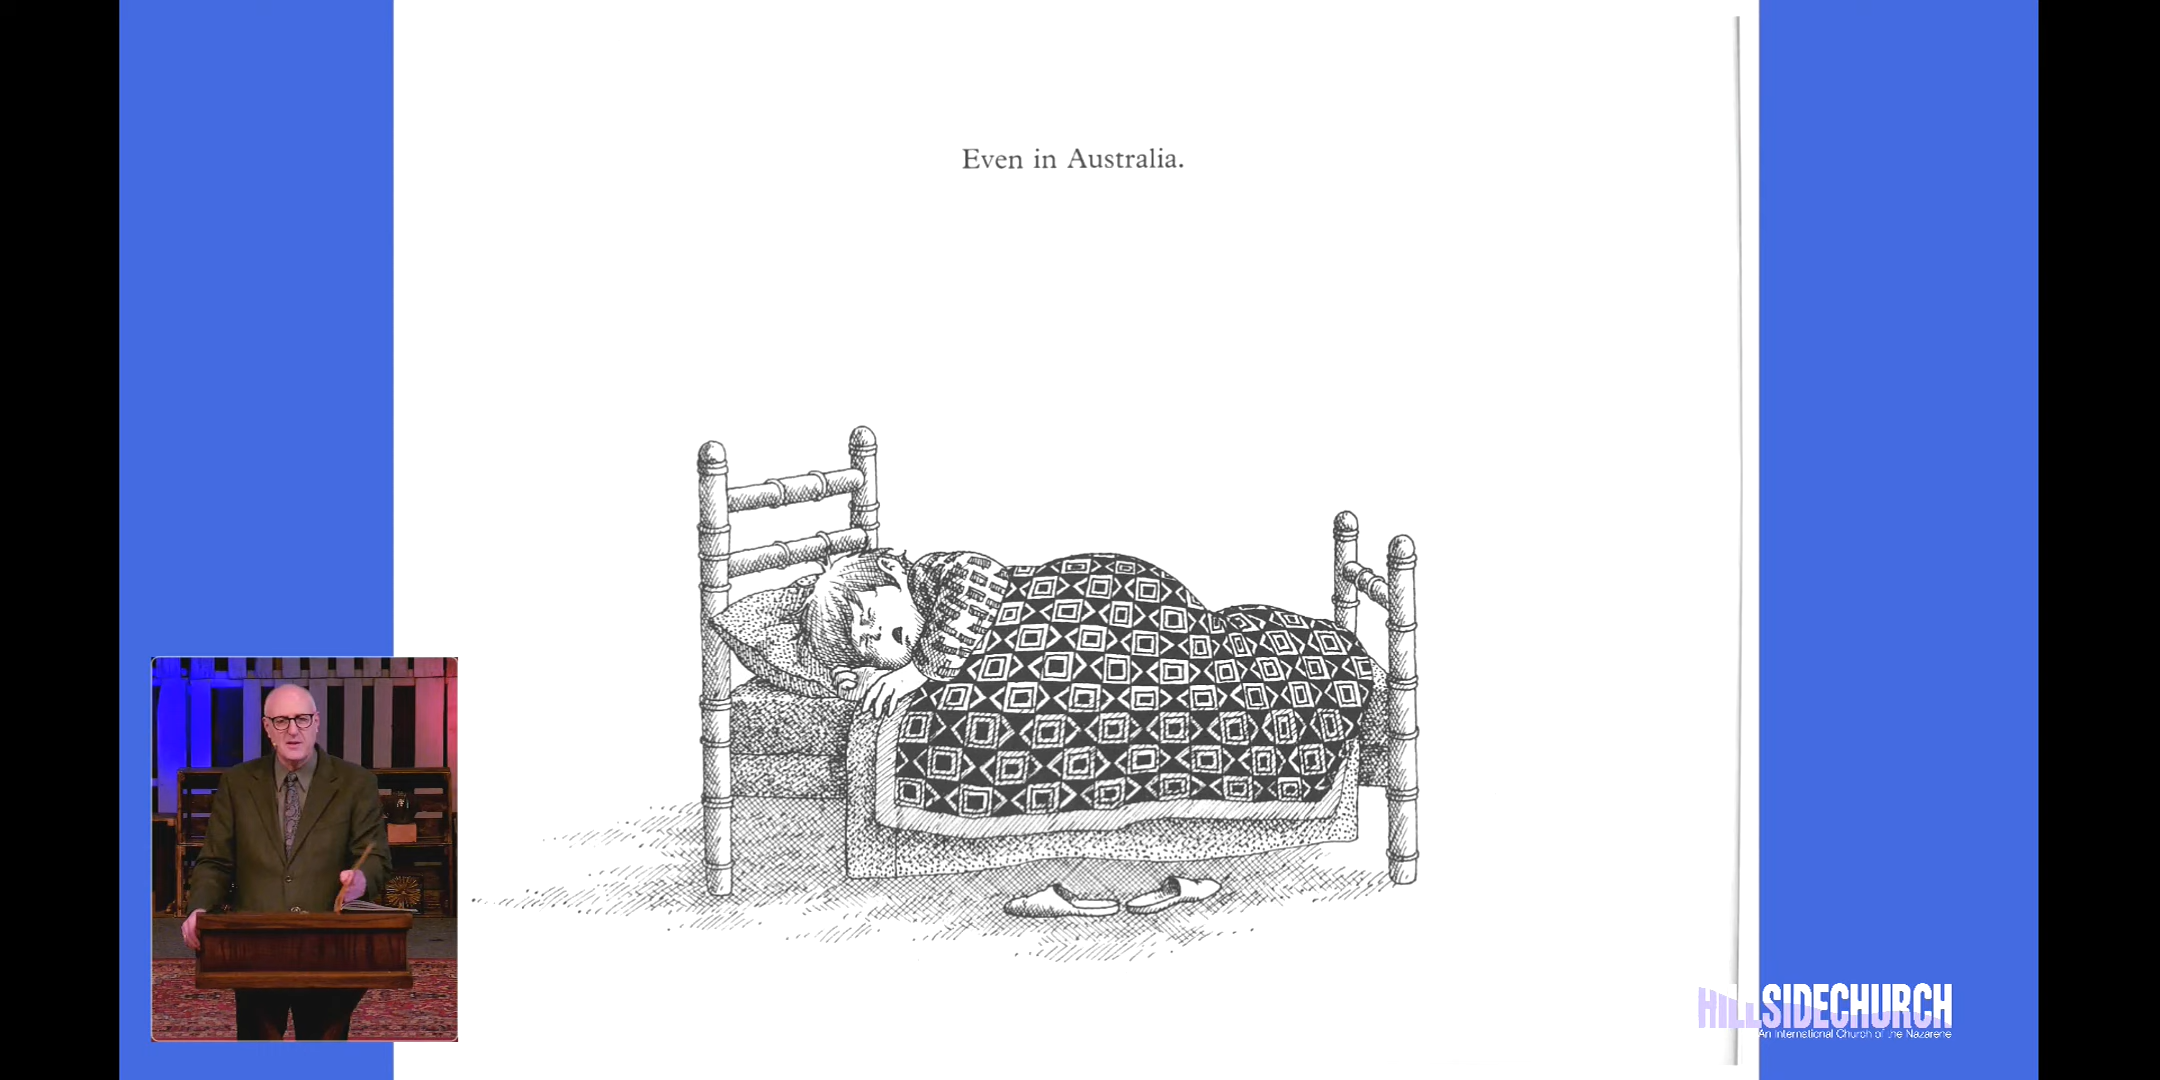 Even in Australia.
HILLSIDECHURCH
An International Church of the Nazarene